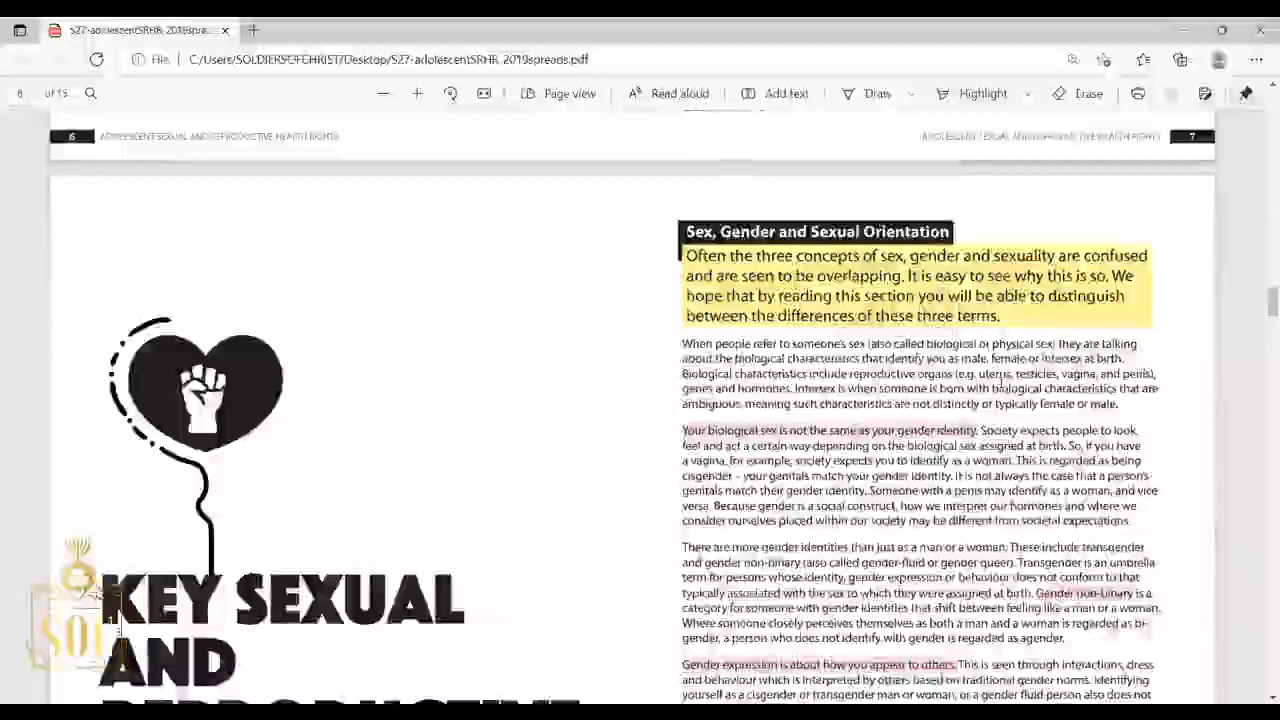 S27-adolescentSRHR_2019spre...
File C:/Users/SOLDIERSOFCHRIST/Desktop/S27-adolescentSRHR_2019spreads.pdf
8 of 15 Page view Read aloud Add text Draw Highlight Erase
6 ADOLESCENT SEXUAL AND REPRODUCTIVE HEALTH RIGHTS
ADOLESCENT SEXUAL AND REPRODUCTIVE HEALTH RIGHTS 7
KEY SEXUAL
AND
REPRODUCTIVE
SOC
Sex, Gender and Sexual Orientation
Often the three concepts of sex, gender and sexuality are confused
and are seen to be overlapping. It is easy to see why this is so. We
hope that by reading this section you will be able to distinguish
between the differences of these three terms.
When people refer to someone's sex (also called biological or physical sex) they are talking
about the biological characteristics that identify you as male, female or intersex at birth.
Biological characteristics include reproductive organs (e.g. uterus, testicles, vagina, and penis),
genes and hormones. Intersex is when someone is born with biological characteristics that are
ambiguous, meaning such characteristics are not distinctly or typically female or male.
Your biological sex is not the same as your gender identity. Society expects people to look,
feel and act a certain way depending on the biological sex assigned at birth. So, if you have
a vagina, for example, society expects you to identify as a woman. This is regarded as being
cisgender – your genitals match your gender identity. It is not always the case that a person's
genitals match their gender identity. Someone with a penis may identify as a woman, and vice
versa. Because gender is a social construct, how we interpret our hormones and where we
consider ourselves placed within our society may be different from societal expectations.
There are more gender identities than just as a man or a woman. These include transgender
and gender non-binary (also called gender-fluid or gender queer). Transgender is an umbrella
term for persons whose identity, gender expression or behaviour does not conform to that
typically associated with the sex to which they were assigned at birth. Gender non-binary is a
category for someone with gender identities that shift between feeling like a man or a woman.
Where someone closely perceives themselves as both a man and a woman is regarded as bi-
gender, a person who does not identify with gender is regarded as agender.
Gender expression is about how you appear to others. This is seen through interactions, dress
and behaviour which is interpreted by others based on traditional gender norms. Identifying
yourself as a cisgender or transgender man or woman, or a gender fluid person, also does not